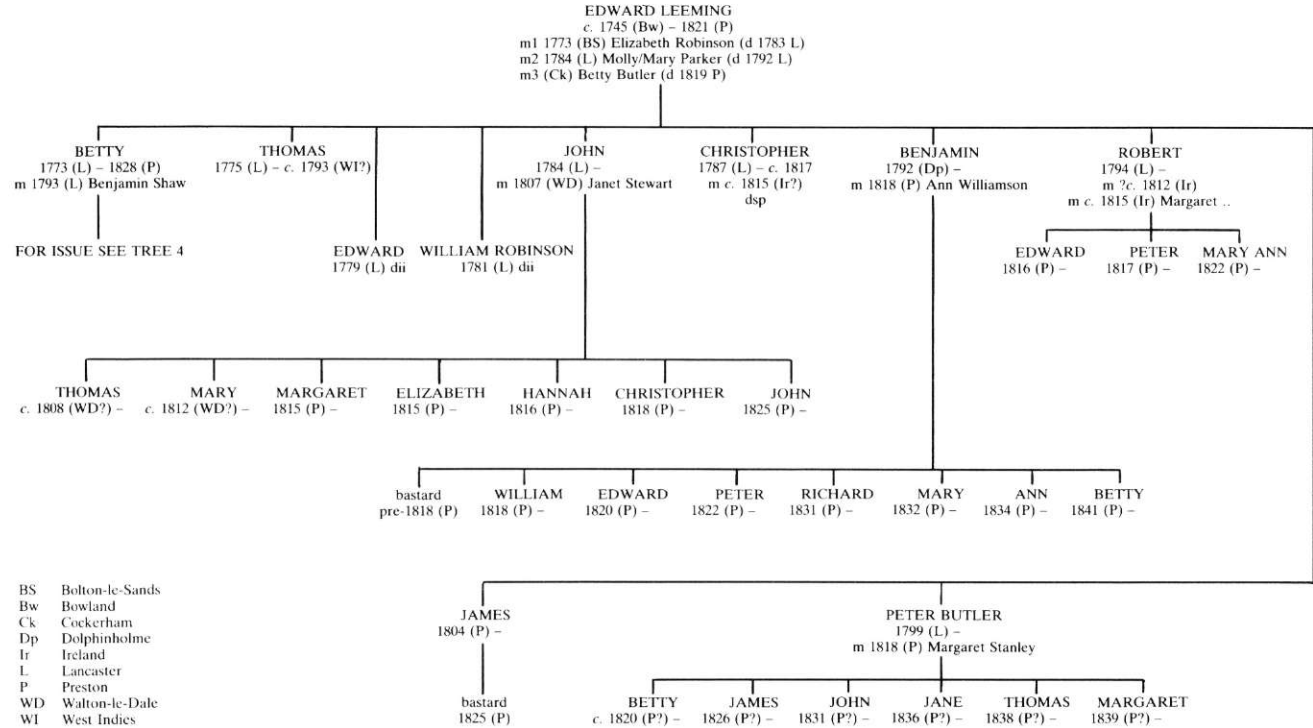 EDWARD LEEMING
c. 1745 (Bw) – 1821 (P)
m1 1773 (BS) Elizabeth Robinson (d 1783 L)
m2 1784 (L) Molly/Mary Parker (d 1792 L)
m3 (Ck) Betty Butler (d 1819 P)
BETTY
1773 (L) – 1828 (P)
m 1793 (L) Benjamin Shaw
FOR ISSUE SEE TREE 4
THOMAS
1775 (L) – c. 1793 (WI?)
EDWARD
1779 (L) dii
WILLIAM ROBINSON
1781 (L) dii
JOHN
1784 (L) –
m 1807 (WD) Janet Stewart
CHRISTOPHER
1787 (L) – c. 1817
m c. 1815 (Ir?)
dsp
BENJAMIN
1792 (Dp) –
m 1818 (P) Ann Williamson
ROBERT
1794 (L) –
m ?c. 1812 (Ir)
m c. 1815 (Ir) Margaret ..
EDWARD
1816 (P) –
PETER
1817 (P) –
MARY ANN
1822 (P) –
THOMAS
c. 1808 (WD?) –
MARY
c. 1812 (WD?) –
MARGARET
1815 (P) –
ELIZABETH
1815 (P) –
HANNAH
1816 (P) –
CHRISTOPHER
1818 (P) –
JOHN
1825 (P) –
bastard
pre-1818 (P)
WILLIAM
1818 (P) –
EDWARD
1820 (P) –
PETER
1822 (P) –
RICHARD
1831 (P) –
MARY
1832 (P) –
ANN
1834 (P) –
BETTY
1841 (P) –
JAMES
1804 (P) –
bastard
1825 (P)
PETER BUTLER
1799 (L) –
m 1818 (P) Margaret Stanley
BETTY
c. 1820 (P?) –
JAMES
1826 (P?) –
JOHN
1831 (P?) –
JANE
1836 (P?) –
THOMAS
1838 (P?) –
MARGARET
1839 (P?) –
BS Bolton-le-Sands
Bw Bowland
Ck Cockerham
Dp Dolphinholme
Ir Ireland
L Lancaster
P Preston
WD Walton-le-Dale
WI West Indies